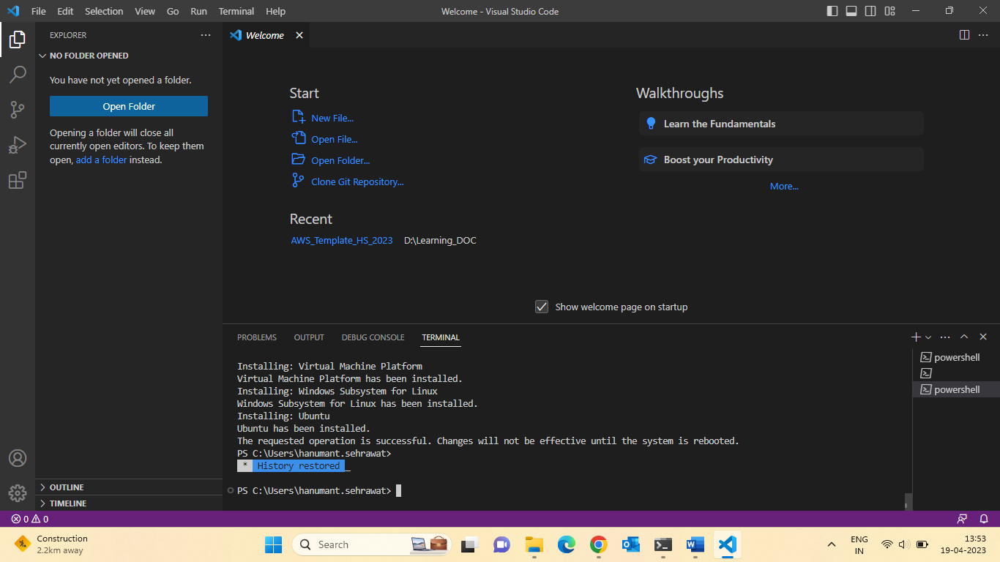 File Edit Selection View Go Run Terminal Help
Welcome - Visual Studio Code
EXPLORER
NO FOLDER OPENED
You have not yet opened a folder.
Open Folder
Opening a folder will close all
currently open editors. To keep them
open, add a folder instead.
OUTLINE
TIMELINE
Welcome
Start
New File...
Open File...
Open Folder...
Clone Git Repository...
Recent
AWS_Template_HS_2023 D:\Learning_DOC
Walkthroughs
Learn the Fundamentals
Boost your Productivity
More...
Show welcome page on startup
PROBLEMS OUTPUT DEBUG CONSOLE TERMINAL
Installing: Virtual Machine Platform
Virtual Machine Platform has been installed.
Installing: Windows Subsystem for Linux
Windows Subsystem for Linux has been installed.
Installing: Ubuntu
Ubuntu has been installed.
The requested operation is successful. Changes will not be effective until the system is rebooted.
PS C:\Users\hanumant.sehrawat>
* History restored
PS C:\Users\hanumant.sehrawat>
powershell
powershell
0 0
Construction
2.2km away
Search
ENG
IN
13:53
19-04-2023